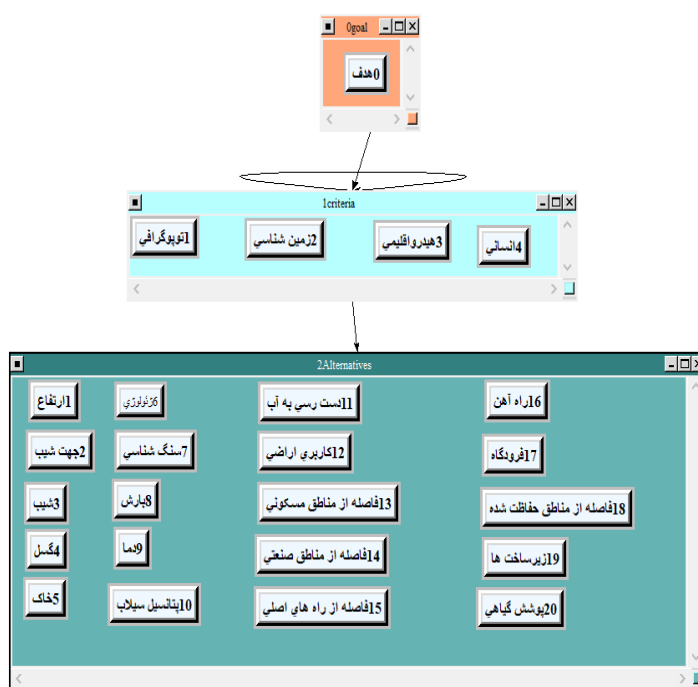 0goal
0هدف
1criteria
1توپوگرافي
2زمين شناسي
3هيدرواقليمي
4انساني
2Alternatives
1ارتفاع
2جهت شيب
3شيب
4گسل
5خاک
7سنگ شناسي
8بارش
9دما
10پتانسيل سيلاب
11دست رسي به آب
12کاربري اراضي
13فاصله از مناطق مسکوني
14فاصله از مناطق صنعتي
15فاصله از راه هاي اصلي
16راه آهن
17فرودگاه
18فاصله از مناطق حفاظت شده
19زيرساخت ها
20پوشش گياهي